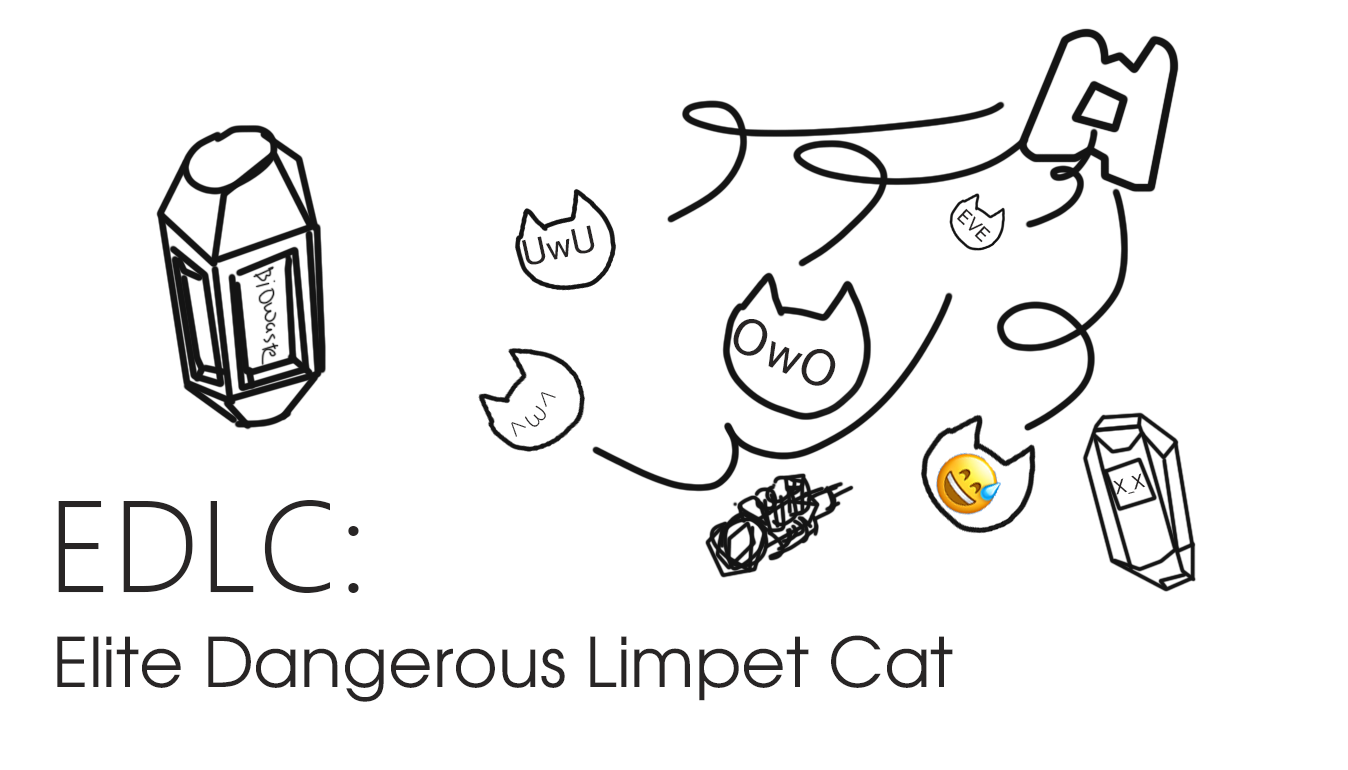 UwU
EVE
Biowaste
OwO
^w^
X_X
EDLC:
Elite Dangerous Limpet Cat